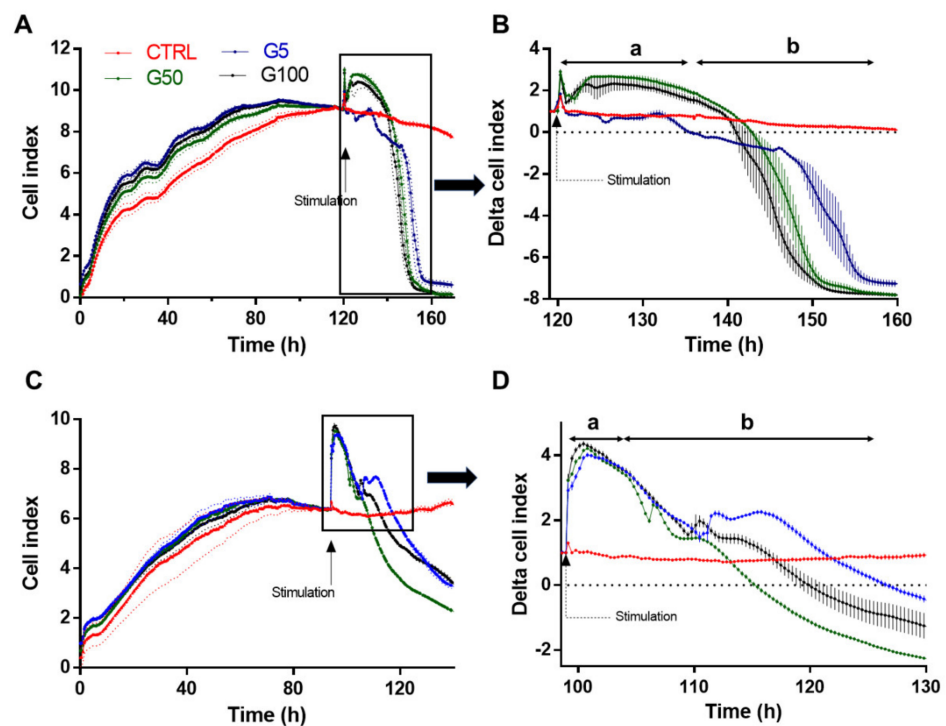 A
CTRL
G5
G50
G100
Cell index
12
10
8
6
4
2
0
Stimulation
0
40
80
120
160
Time (h)
B
a
b
Delta cell index
4
2
0
-2
-4
-6
-8
Stimulation
120
130
140
150
160
Time (h)
C
Cell index
10
8
6
4
2
0
Stimulation
0
40
80
120
Time (h)
D
a
b
Delta cell index
4
2
0
-2
Stimulation
100
110
120
130
Time (h)